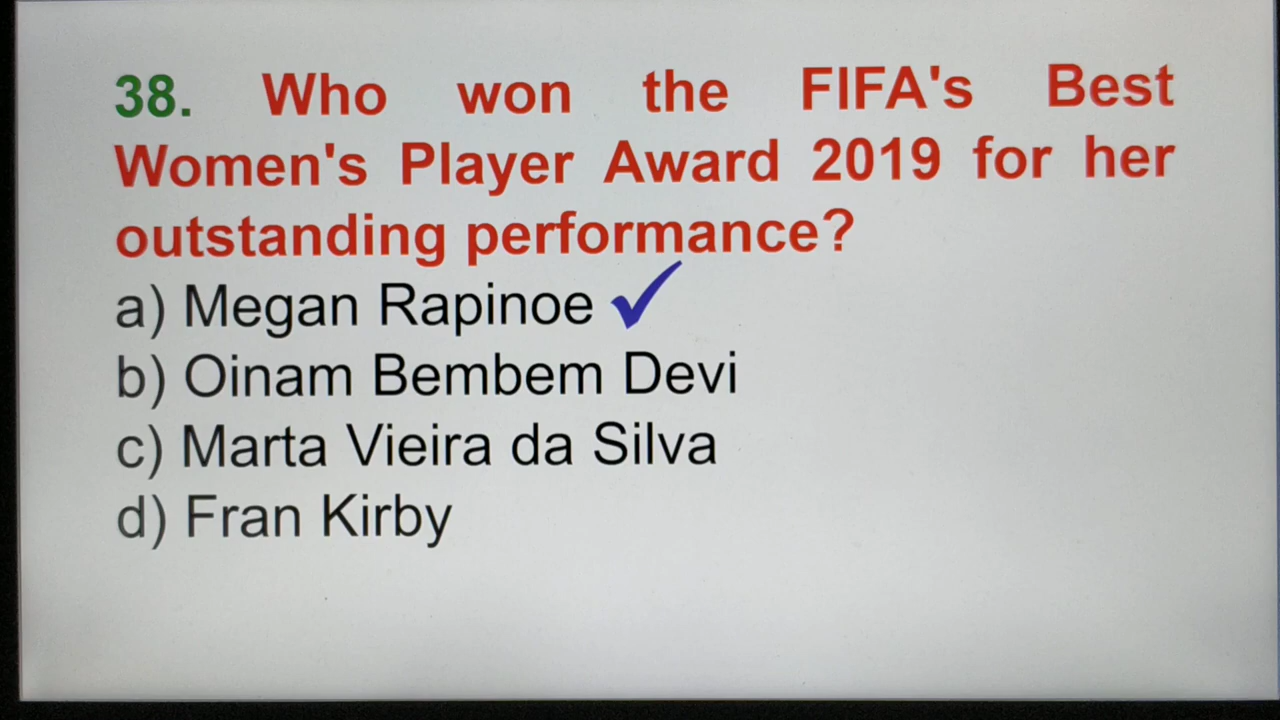 38. Who won the FIFA's Best
Women's Player Award 2019 for her
outstanding performance?
a) Megan Rapinoe ✓
b) Oinam Bembem Devi
c) Marta Vieira da Silva
d) Fran Kirby